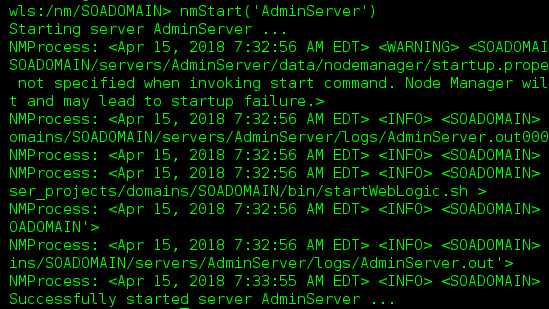 wls:/nm/SOADOMAIN> nmStart('AdminServer')
Starting server AdminServer ...
NMProcess: <Apr 15, 2018 7:32:56 AM EDT> <WARNING> <SOADOMAI
SOADOMAIN/servers/AdminServer/data/nodemanager/startup.prope
not specified when invoking start command. Node Manager wil
t and may lead to startup failure.>
NMProcess: <Apr 15, 2018 7:32:56 AM EDT> <INFO> <SOADOMAIN>
omains/SOADOMAIN/servers/AdminServer/logs/AdminServer.out000
NMProcess: <Apr 15, 2018 7:32:56 AM EDT> <INFO> <SOADOMAIN>
NMProcess: <Apr 15, 2018 7:32:56 AM EDT> <INFO> <SOADOMAIN>
ser_projects/domains/SOADOMAIN/bin/startWebLogic.sh >
NMProcess: <Apr 15, 2018 7:32:56 AM EDT> <INFO> <SOADOMAIN>
OADOMAIN'>
NMProcess: <Apr 15, 2018 7:32:56 AM EDT> <INFO> <SOADOMAIN>
ins/SOADOMAIN/servers/AdminServer/logs/AdminServer.out'>
NMProcess: <Apr 15, 2018 7:33:55 AM EDT> <INFO> <SOADOMAIN>
Successfully started server AdminServer ...